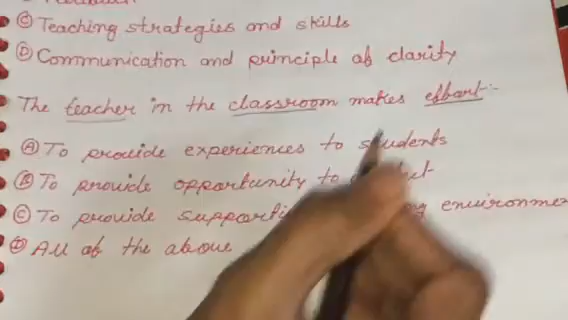 Ⓒ Teaching strategies and skills
Ⓓ Communication and principle of clarity
The teacher in the classroom makes effort:-
Ⓐ To provide experiences to students
Ⓑ To provide opportunity to
Ⓒ To provide environme
Ⓓ All of the above